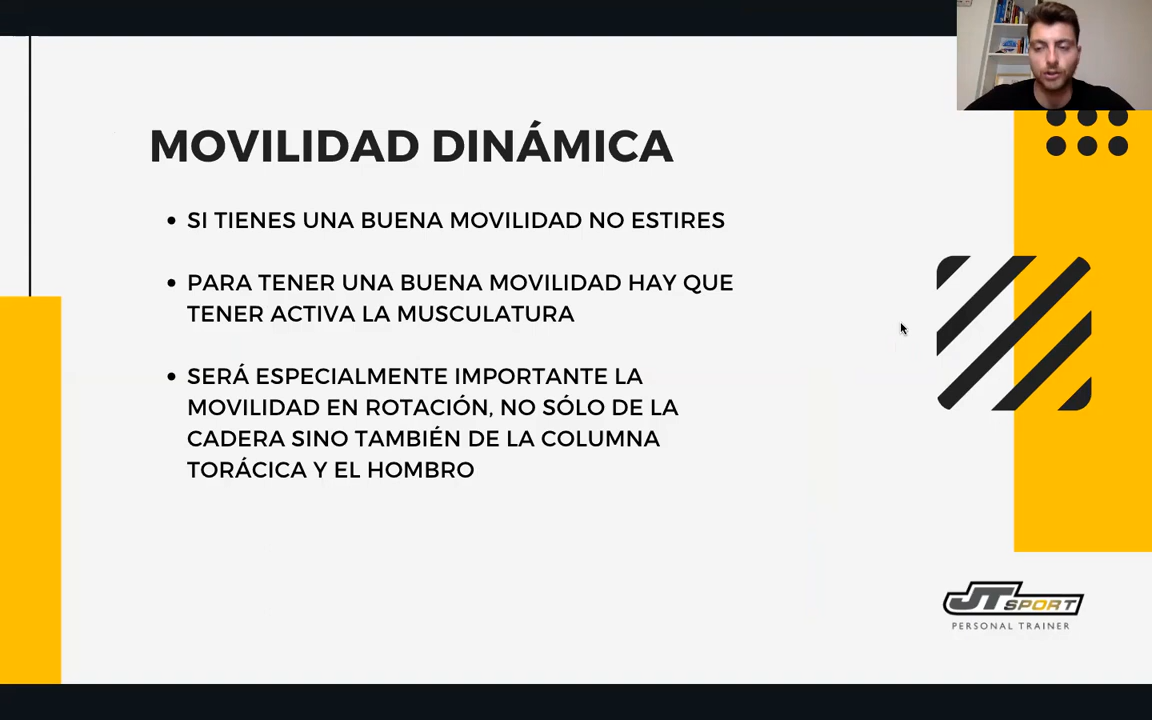 MOVILIDAD DINÁMICA
SI TIENES UNA BUENA MOVILIDAD NO ESTIRES
PARA TENER UNA BUENA MOVILIDAD HAY QUE
TENER ACTIVA LA MUSCULATURA
SERÁ ESPECIALMENTE IMPORTANTE LA
MOVILIDAD EN ROTACIÓN, NO SÓLO DE LA
CADERA SINO TAMBIÉN DE LA COLUMNA
TORÁCICA Y EL HOMBRO
JT SPORT
PERSONAL TRAINER